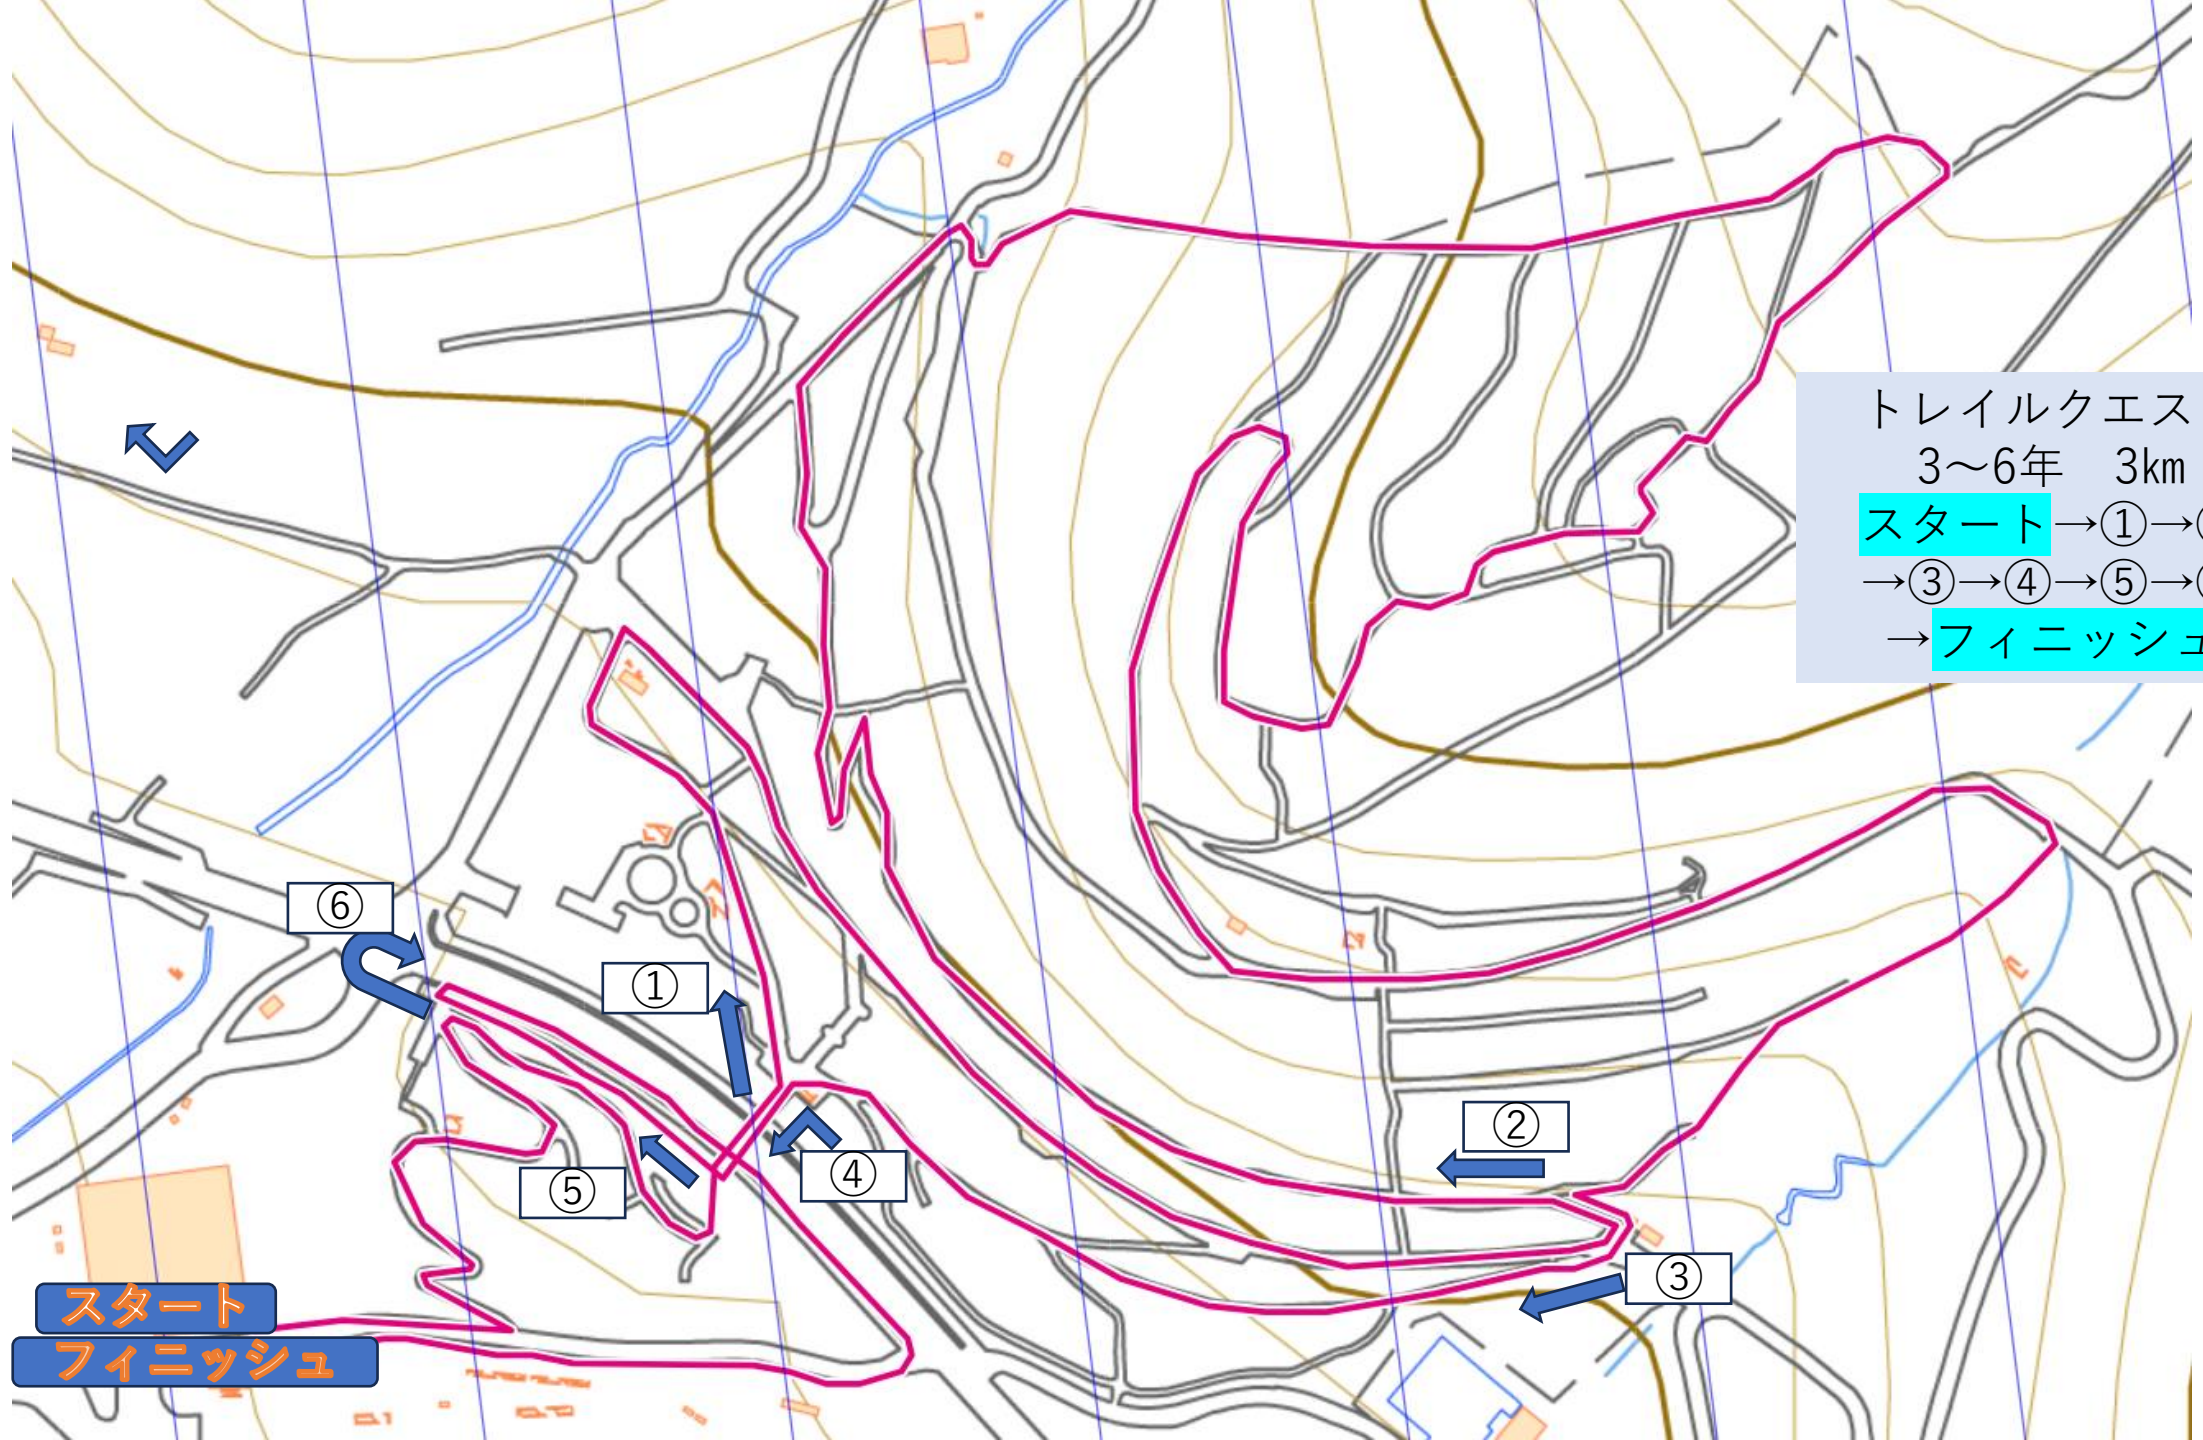 トレイルクエス
3～6年　3km
スタート→①→
→③→④→⑤→
→フィニッシュ
⑥
①
②
④
⑤
③
スタート
フィニッシュ